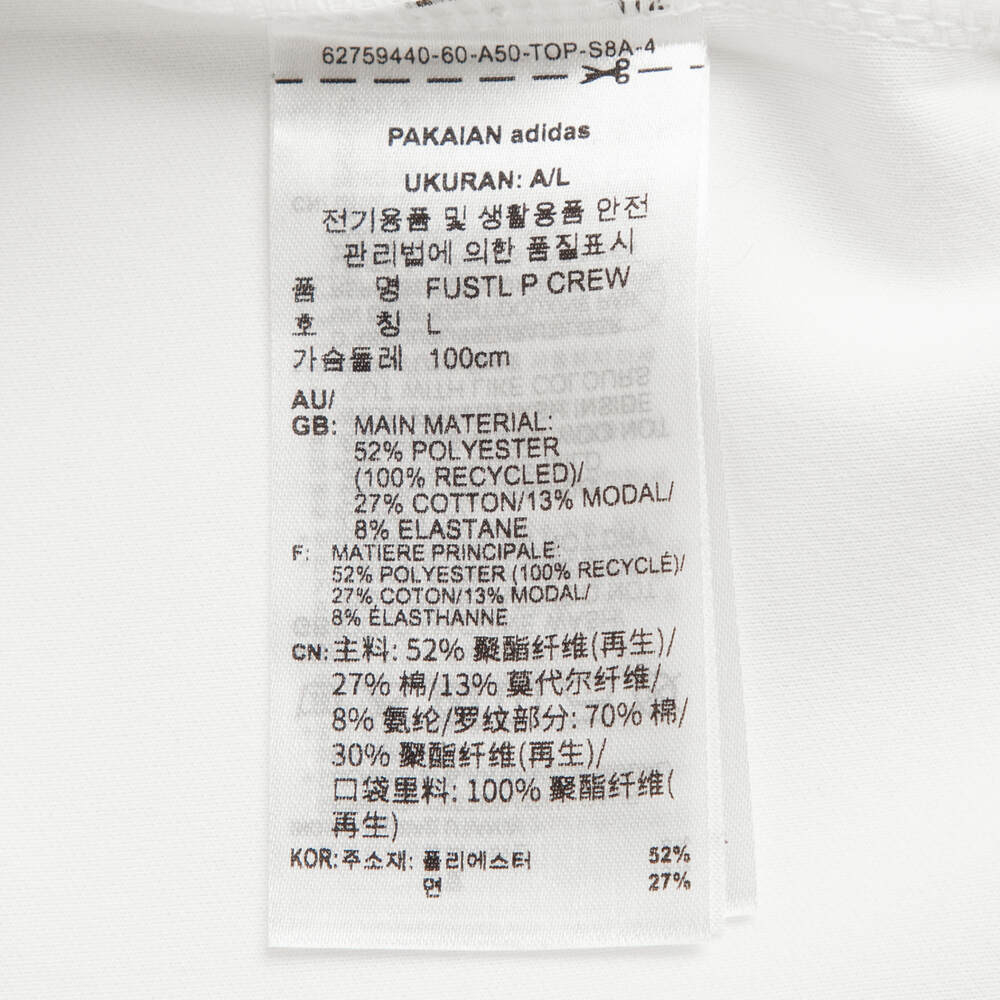 62759440-60-A50-TOP-S8A-4
PAKAIAN adidas
UKURAN: A/L
전기용품 및 생활용품 안전
관리법에 의한 품질표시
품 명 FUSTL P CREW
호 칭 L
가슴둘레 100cm
AU/
GB: MAIN MATERIAL:
52% POLYESTER
(100% RECYCLED)/
27% COTTON/13% MODAL/
8% ELASTANE
F: MATIERE PRINCIPALE:
52% POLYESTER (100% RECYCLÉ)/
27% COTON/13% MODAL/
8% ÉLASTHANNE
CN: 主料: 52% 聚酯纤维(再生)/
27% 棉/13% 莫代尔纤维/
8% 氨纶/罗纹部分: 70% 棉/
30% 聚酯纤维(再生)/
口袋里料: 100% 聚酯纤维(
再生)
KOR: 주소재: 폴리에스터 52%
면 27%